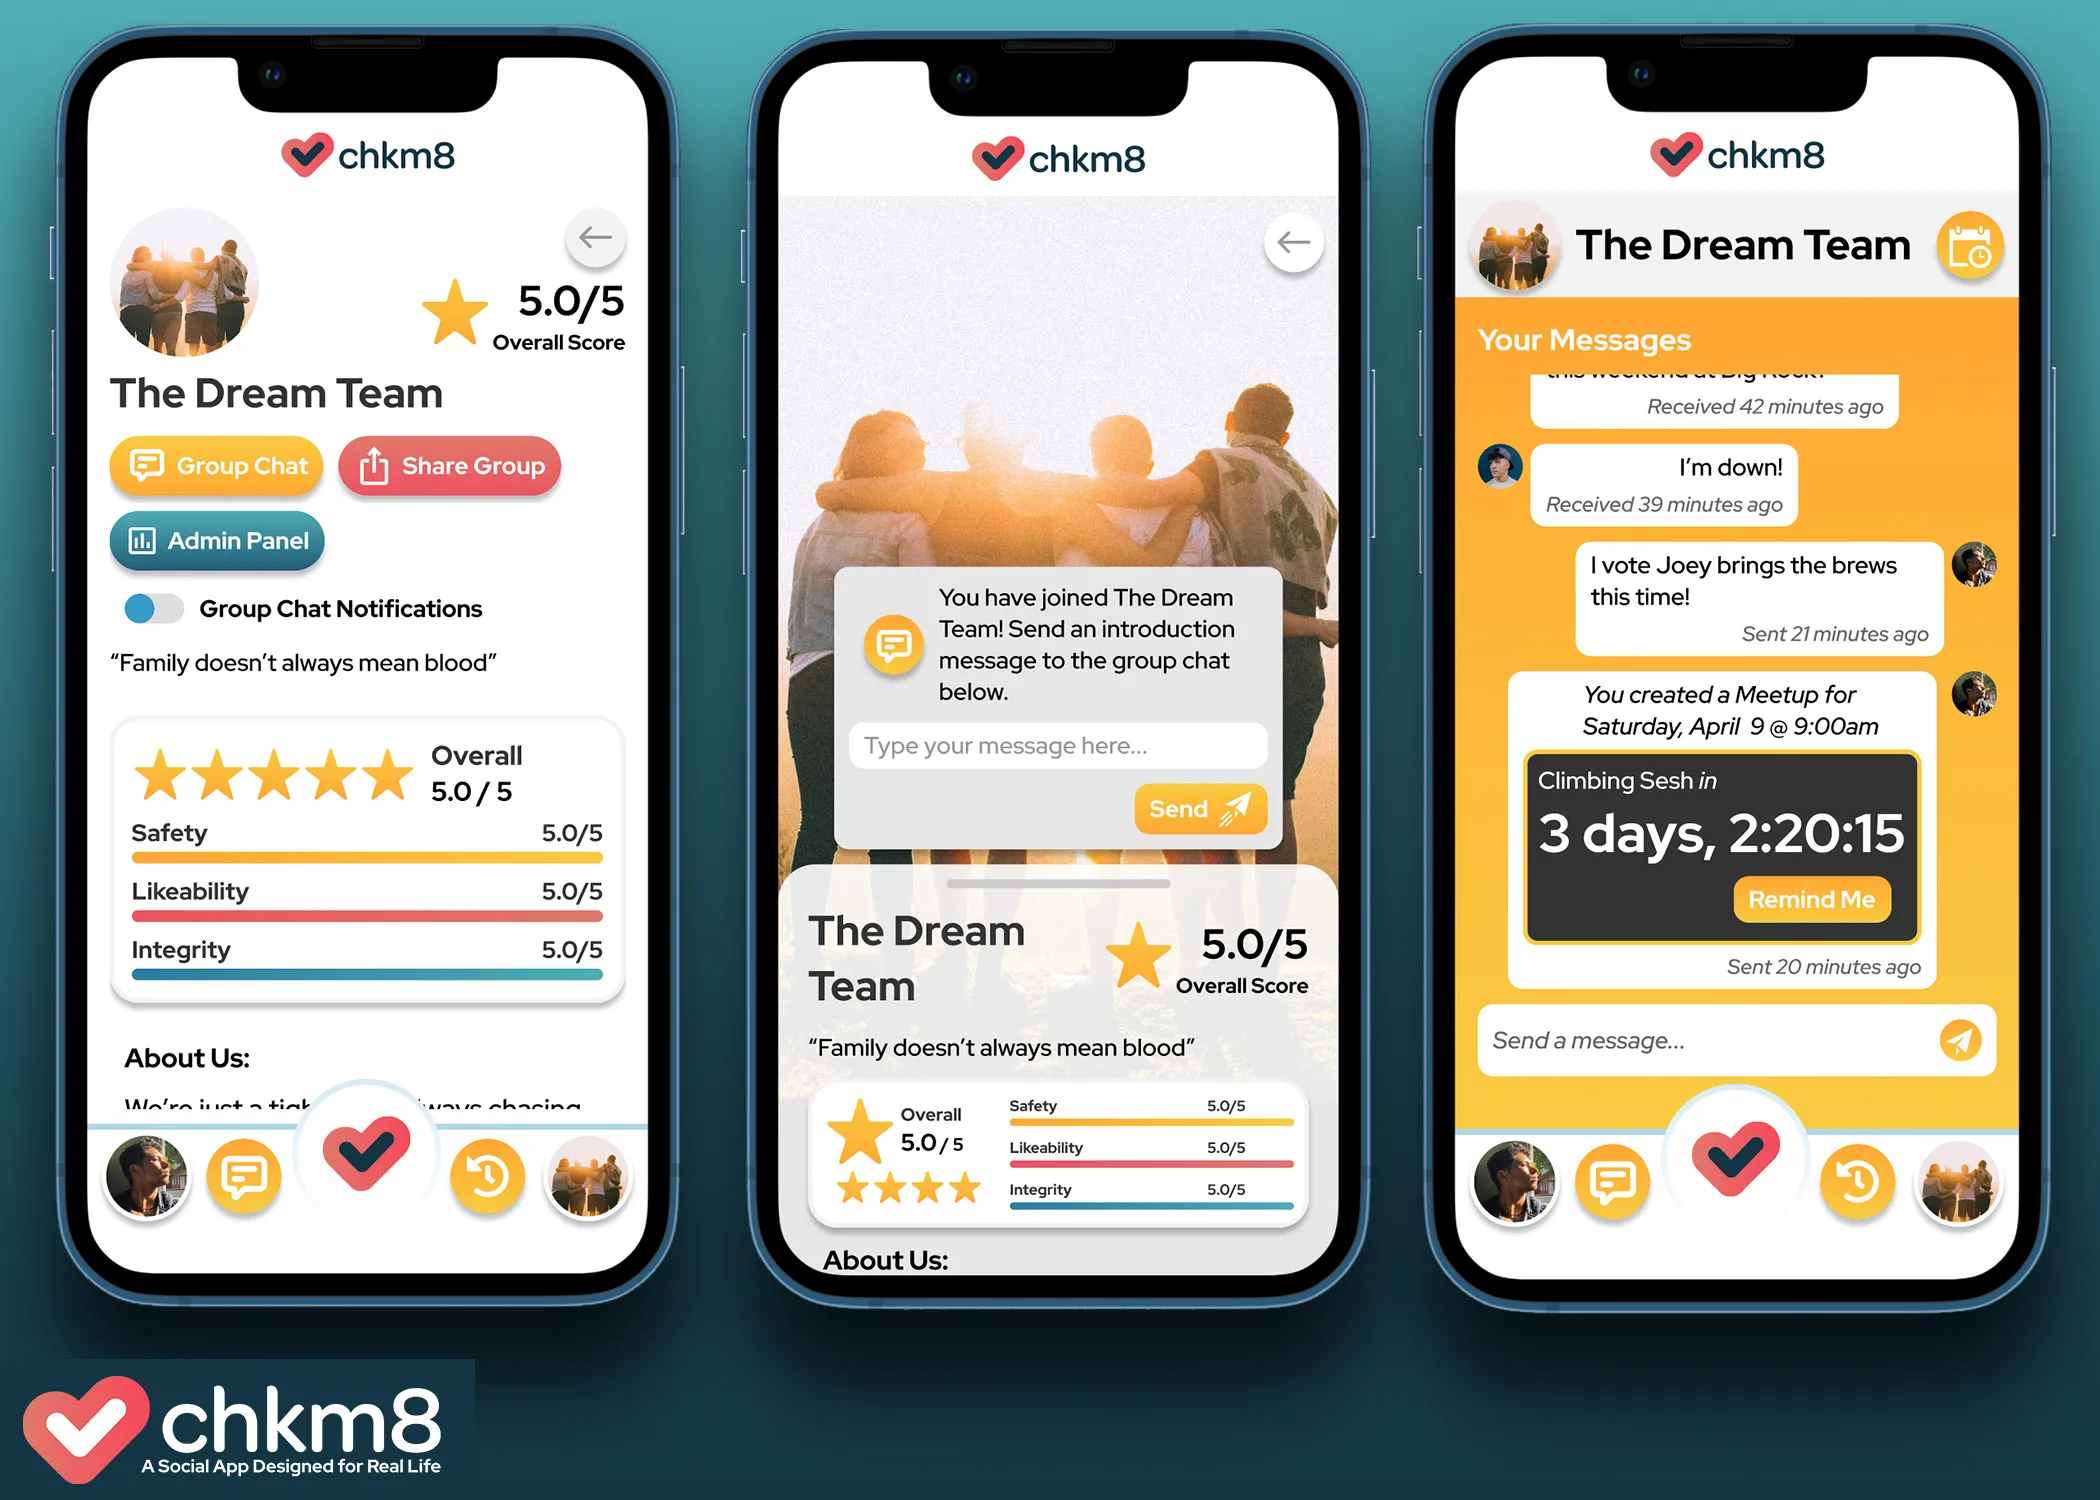 chkm8
5.0/5
Overall Score
The Dream Team
Group Chat
Share Group
Admin Panel
Group Chat Notifications
“Family doesn’t always mean blood”
Overall
5.0 / 5
Safety 5.0/5
Likeability 5.0/5
Integrity 5.0/5
About Us:
We’re just a tigh ways chasing
chkm8
You have joined The Dream
Team! Send an introduction
message to the group chat
below.
Type your message here...
Send
The Dream
Team
5.0/5
Overall Score
“Family doesn’t always mean blood”
Overall
5.0 / 5
Safety 5.0/5
Likeability 5.0/5
Integrity 5.0/5
About Us:
chkm8
The Dream Team
Your Messages
this weekend at Big Rock?
Received 42 minutes ago
I’m down!
Received 39 minutes ago
I vote Joey brings the brews
this time!
Sent 21 minutes ago
You created a Meetup for
Saturday, April 9 @ 9:00am
Climbing Sesh in
3 days, 2:20:15
Remind Me
Sent 20 minutes ago
Send a message...
chkm8
A Social App Designed for Real Life